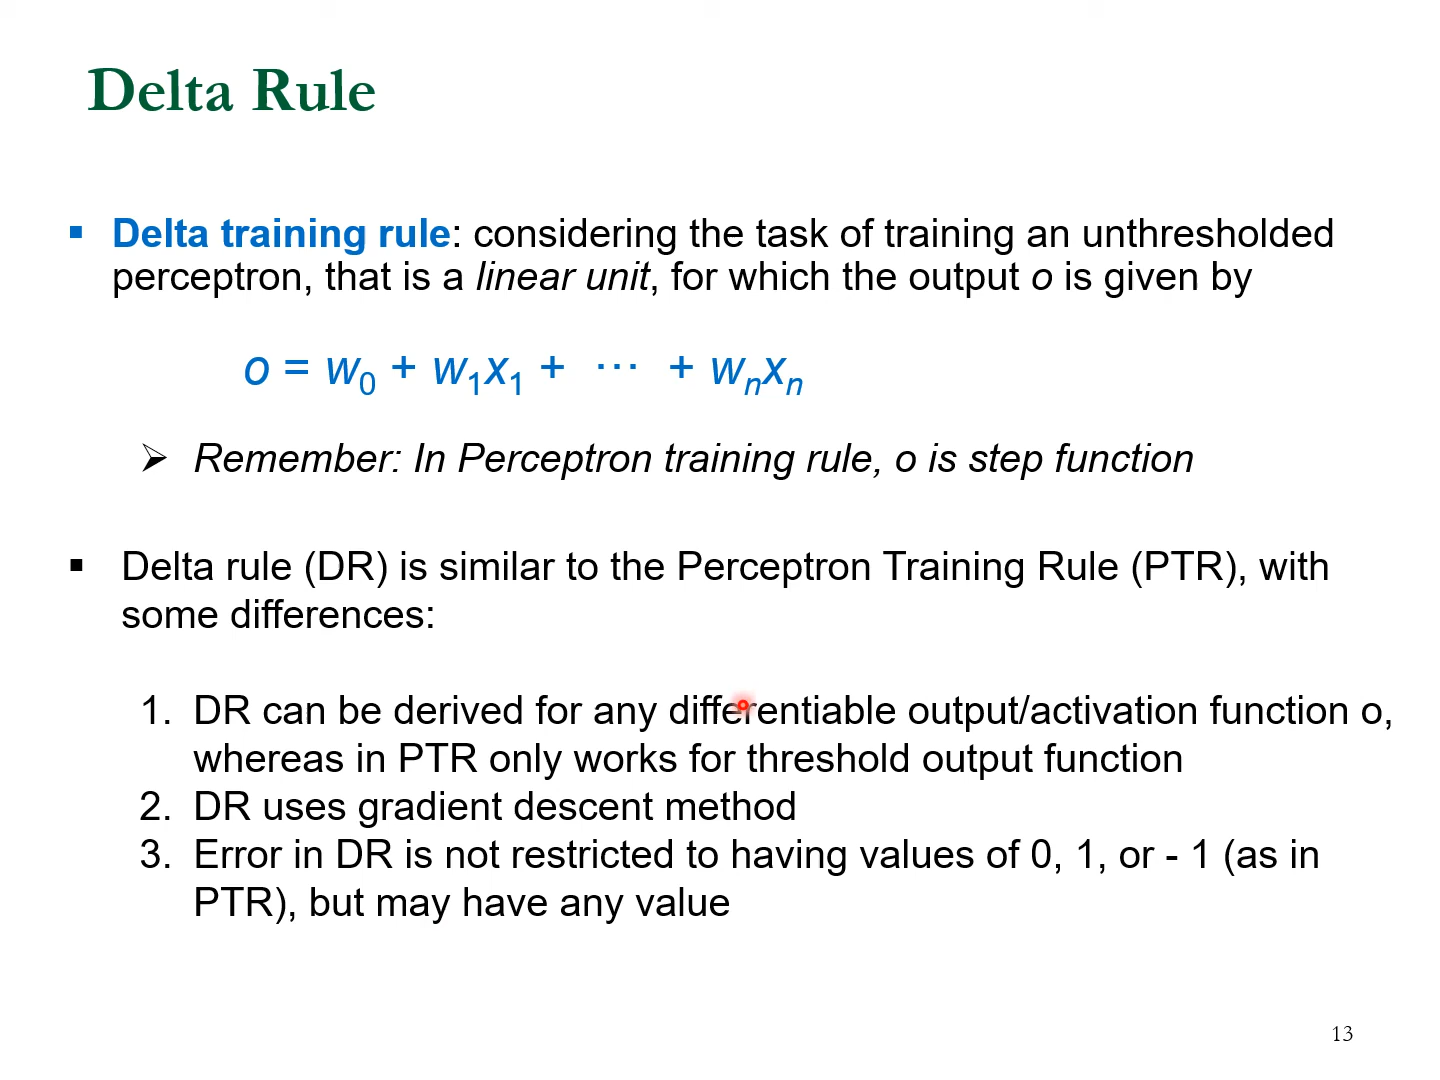 Delta Rule
▪ Delta training rule: considering the task of training an unthresholded
perceptron, that is a linear unit, for which the output o is given by
o = w₀ + w₁x₁ + ··· + wₙxₙ
➢ Remember: In Perceptron training rule, o is step function
▪ Delta rule (DR) is similar to the Perceptron Training Rule (PTR), with
some differences:
1. DR can be derived for any differentiable output/activation function o,
whereas in PTR only works for threshold output function
2. DR uses gradient descent method
3. Error in DR is not restricted to having values of 0, 1, or - 1 (as in
PTR), but may have any value
13